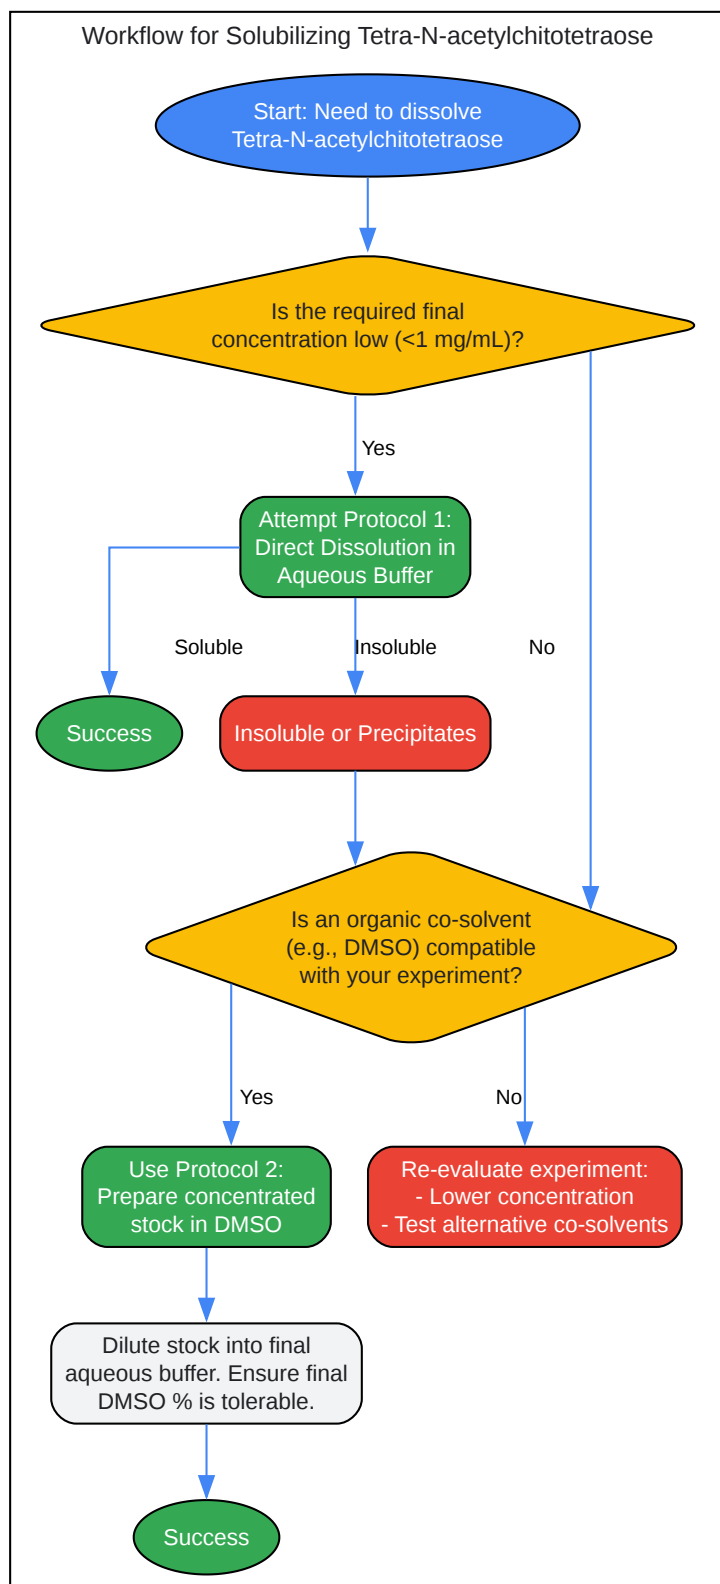 Workflow for Solubilizing Tetra-N-acetylchitotetraose
Start: Need to dissolve
Tetra-N-acetylchitotetraose
Is the required final
concentration low (<1 mg/mL)?
Yes
Attempt Protocol 1:
Direct Dissolution in
Aqueous Buffer
Soluble
Insoluble
No
Success
Insoluble or Precipitates
Is an organic co-solvent
(e.g., DMSO) compatible
with your experiment?
Yes
No
Use Protocol 2:
Prepare concentrated
stock in DMSO
Re-evaluate experiment:
- Lower concentration
- Test alternative co-solvents
Dilute stock into final
aqueous buffer. Ensure final
DMSO % is tolerable.
Success